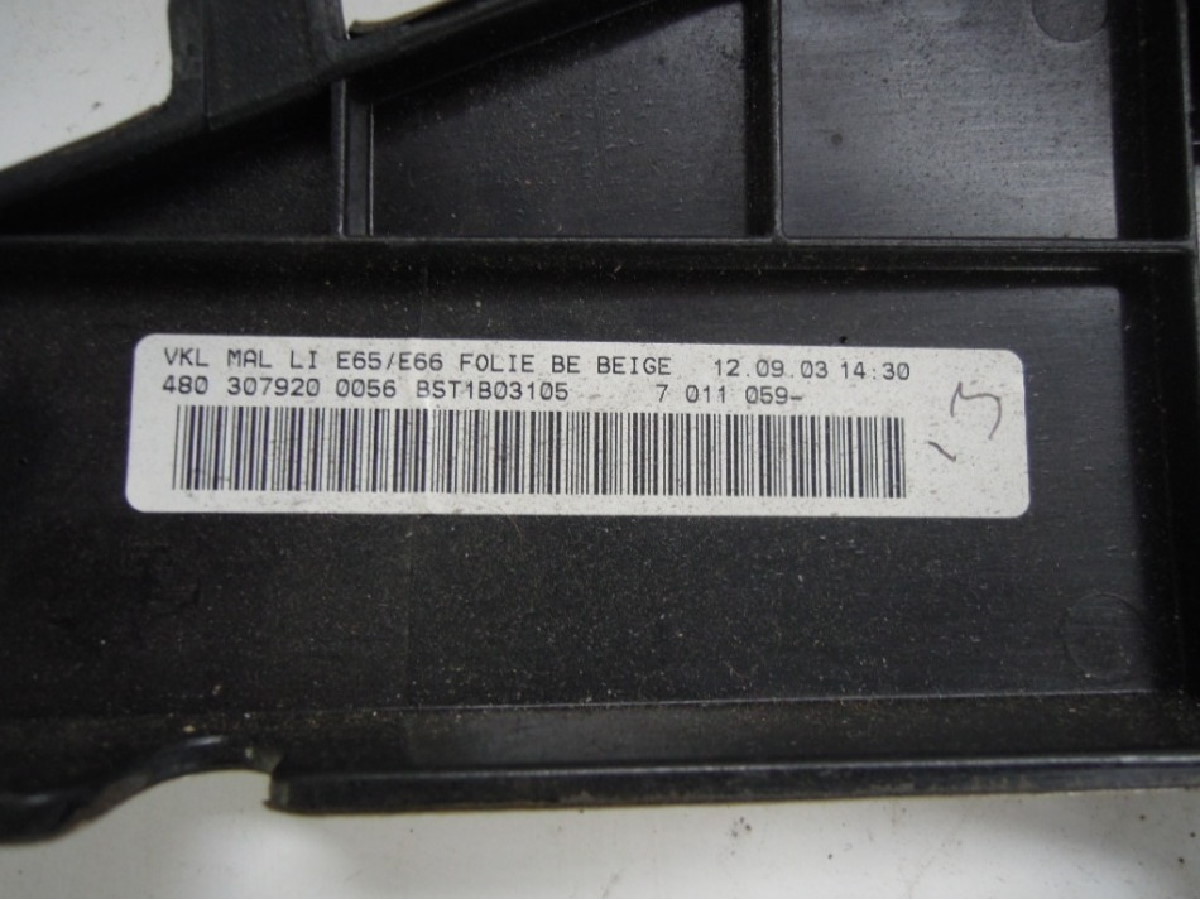 VKL MAL LI E65/E66 FOLIE BE BEIGE 12.09.03 14:30
480 307920 0056 BST1B03105 7 011 059-